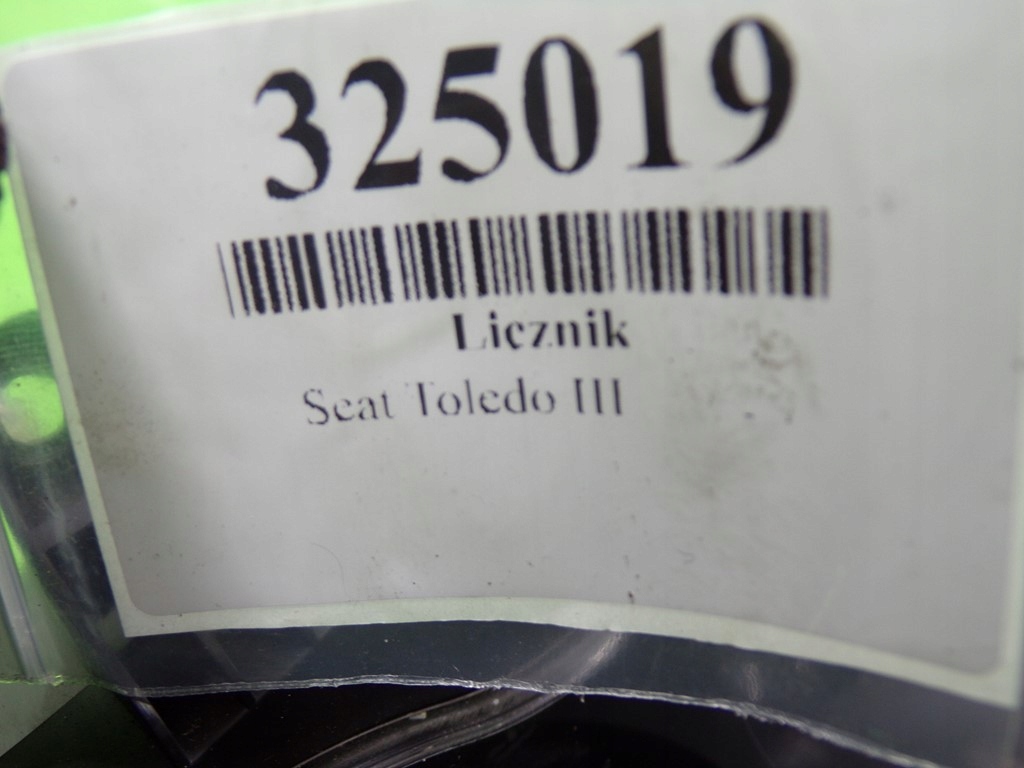 325019
Licznik
Seat Toledo III